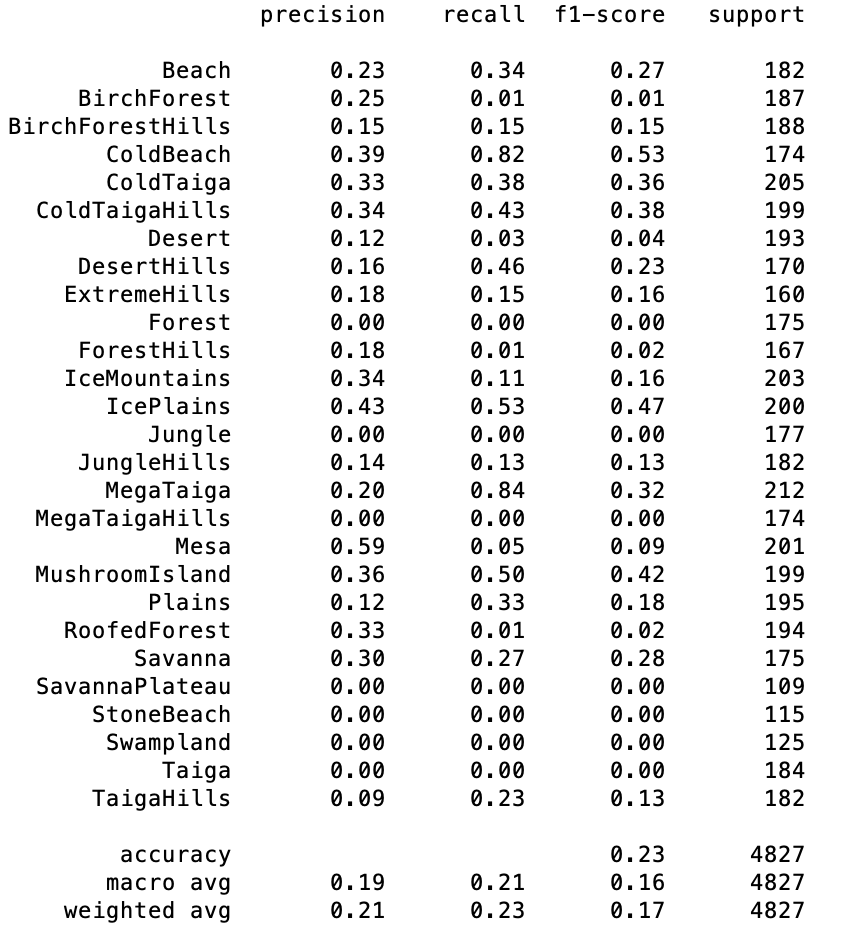 precision recall f1-score support
Beach 0.23 0.34 0.27 182
BirchForest 0.25 0.01 0.01 187
BirchForestHills 0.15 0.15 0.15 188
ColdBeach 0.39 0.82 0.53 174
ColdTaiga 0.33 0.38 0.36 205
ColdTaigaHills 0.34 0.43 0.38 199
Desert 0.12 0.03 0.04 193
DesertHills 0.16 0.46 0.23 170
ExtremeHills 0.18 0.15 0.16 160
Forest 0.00 0.00 0.00 175
ForestHills 0.18 0.01 0.02 167
IceMountains 0.34 0.11 0.16 203
IcePlains 0.43 0.53 0.47 200
Jungle 0.00 0.00 0.00 177
JungleHills 0.14 0.13 0.13 182
MegaTaiga 0.20 0.84 0.32 212
MegaTaigaHills 0.00 0.00 0.00 174
Mesa 0.59 0.05 0.09 201
MushroomIsland 0.36 0.50 0.42 199
Plains 0.12 0.33 0.18 195
RoofedForest 0.33 0.01 0.02 194
Savanna 0.30 0.27 0.28 175
SavannaPlateau 0.00 0.00 0.00 109
StoneBeach 0.00 0.00 0.00 115
Swampland 0.00 0.00 0.00 125
Taiga 0.00 0.00 0.00 184
TaigaHills 0.09 0.23 0.13 182
accuracy 0.23 4827
macro avg 0.19 0.21 0.16 4827
weighted avg 0.21 0.23 0.17 4827